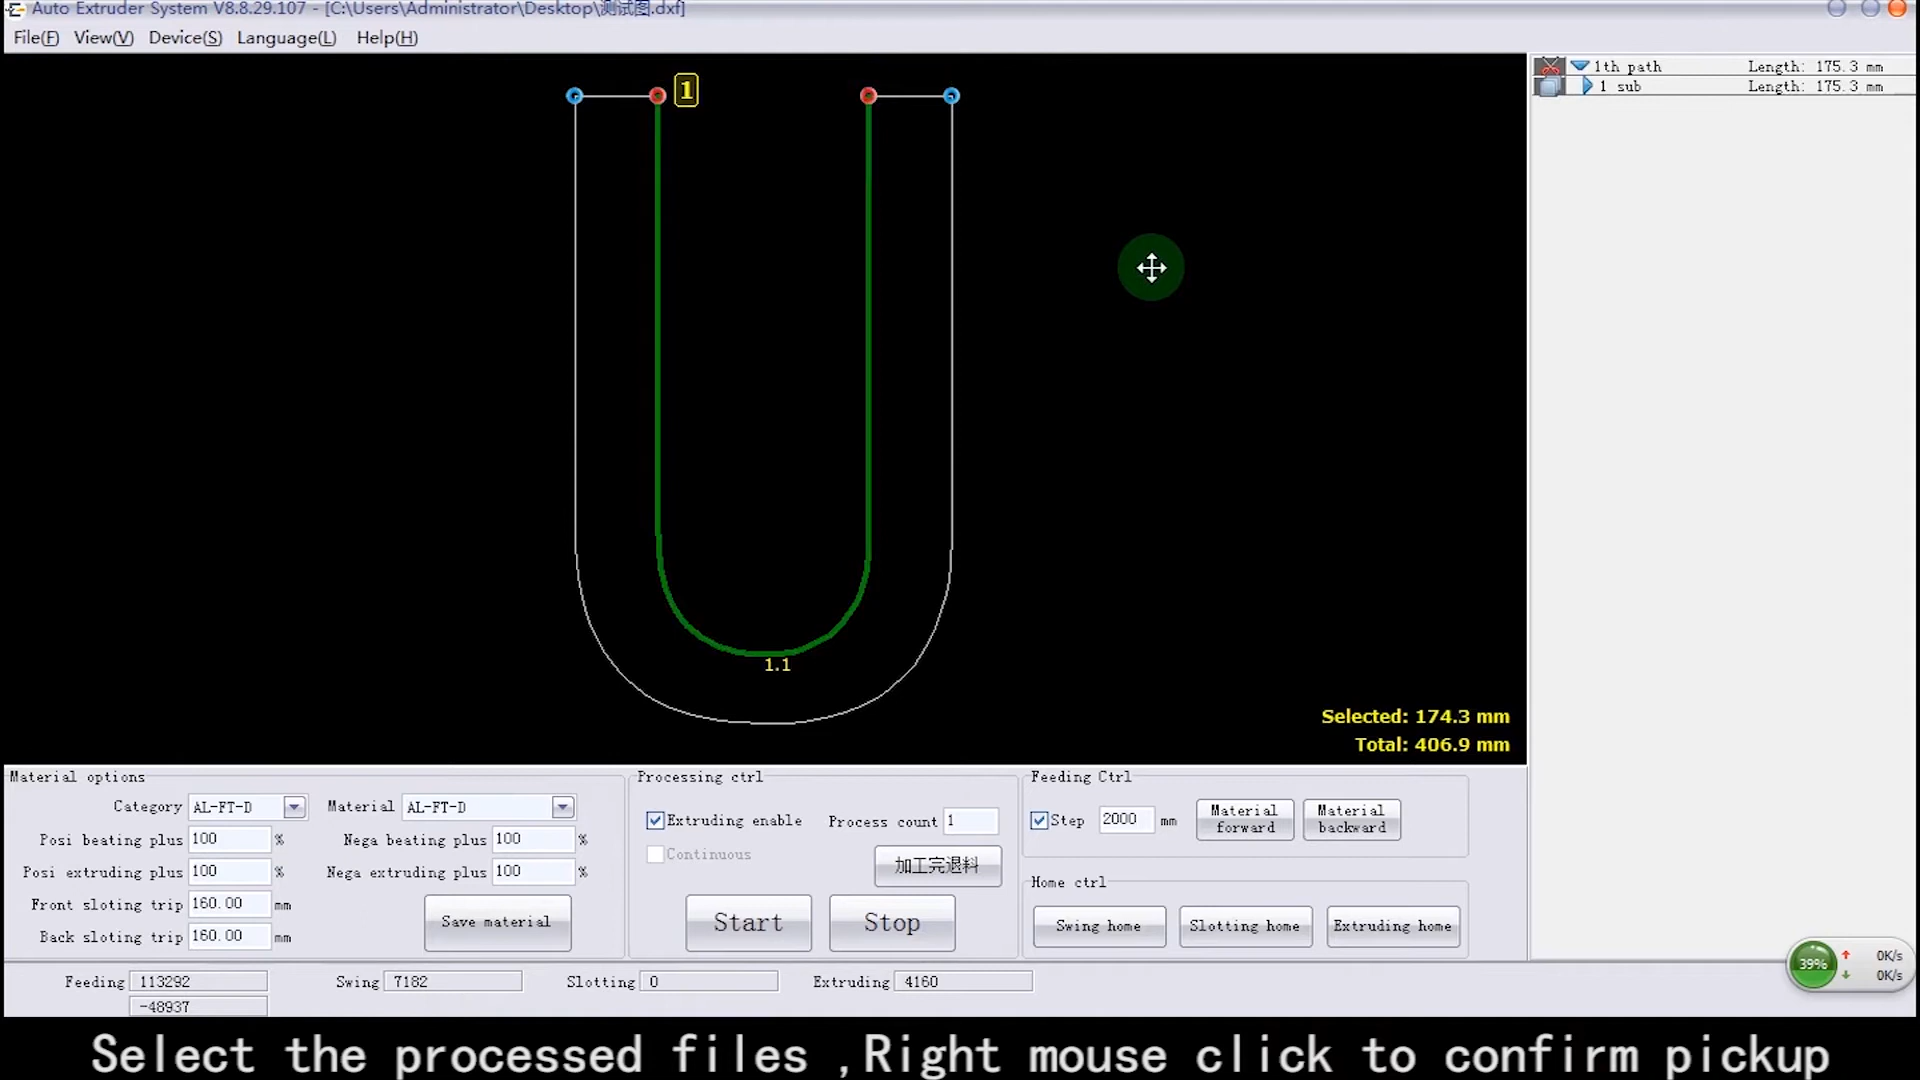 Auto Extruder System V8.8.29.107 - [C:\Users\Administrator\Desktop\测试图.dxf]
File(F) View(V) Device(S) Language(L) Help(H)
1
1th path Length: 175.3 mm
1 sub Length: 175.3 mm
1.1
Selected: 174.3 mm
Total: 406.9 mm
Material options
Category AL-FT-D Material AL-FT-D
Posi beating plus 100 % Nega beating plus 100 %
Posi extruding plus 100 % Nega extruding plus 100 %
Front sloting trip 160.00 mm
Back sloting trip 160.00 mm
Save material
Processing ctrl
Extruding enable Process count 1
Continuous
加工完退料
Start Stop
Feeding Ctrl
Step 2000 mm
Material forward
Material backward
Home ctrl
Swing home Slotting home Extruding home
39% 0K/s
0K/s
Feeding 113292 Swing 7182 Slotting 0 Extruding 4160
-48937
Select the processed files ,Right mouse click to confirm pickup